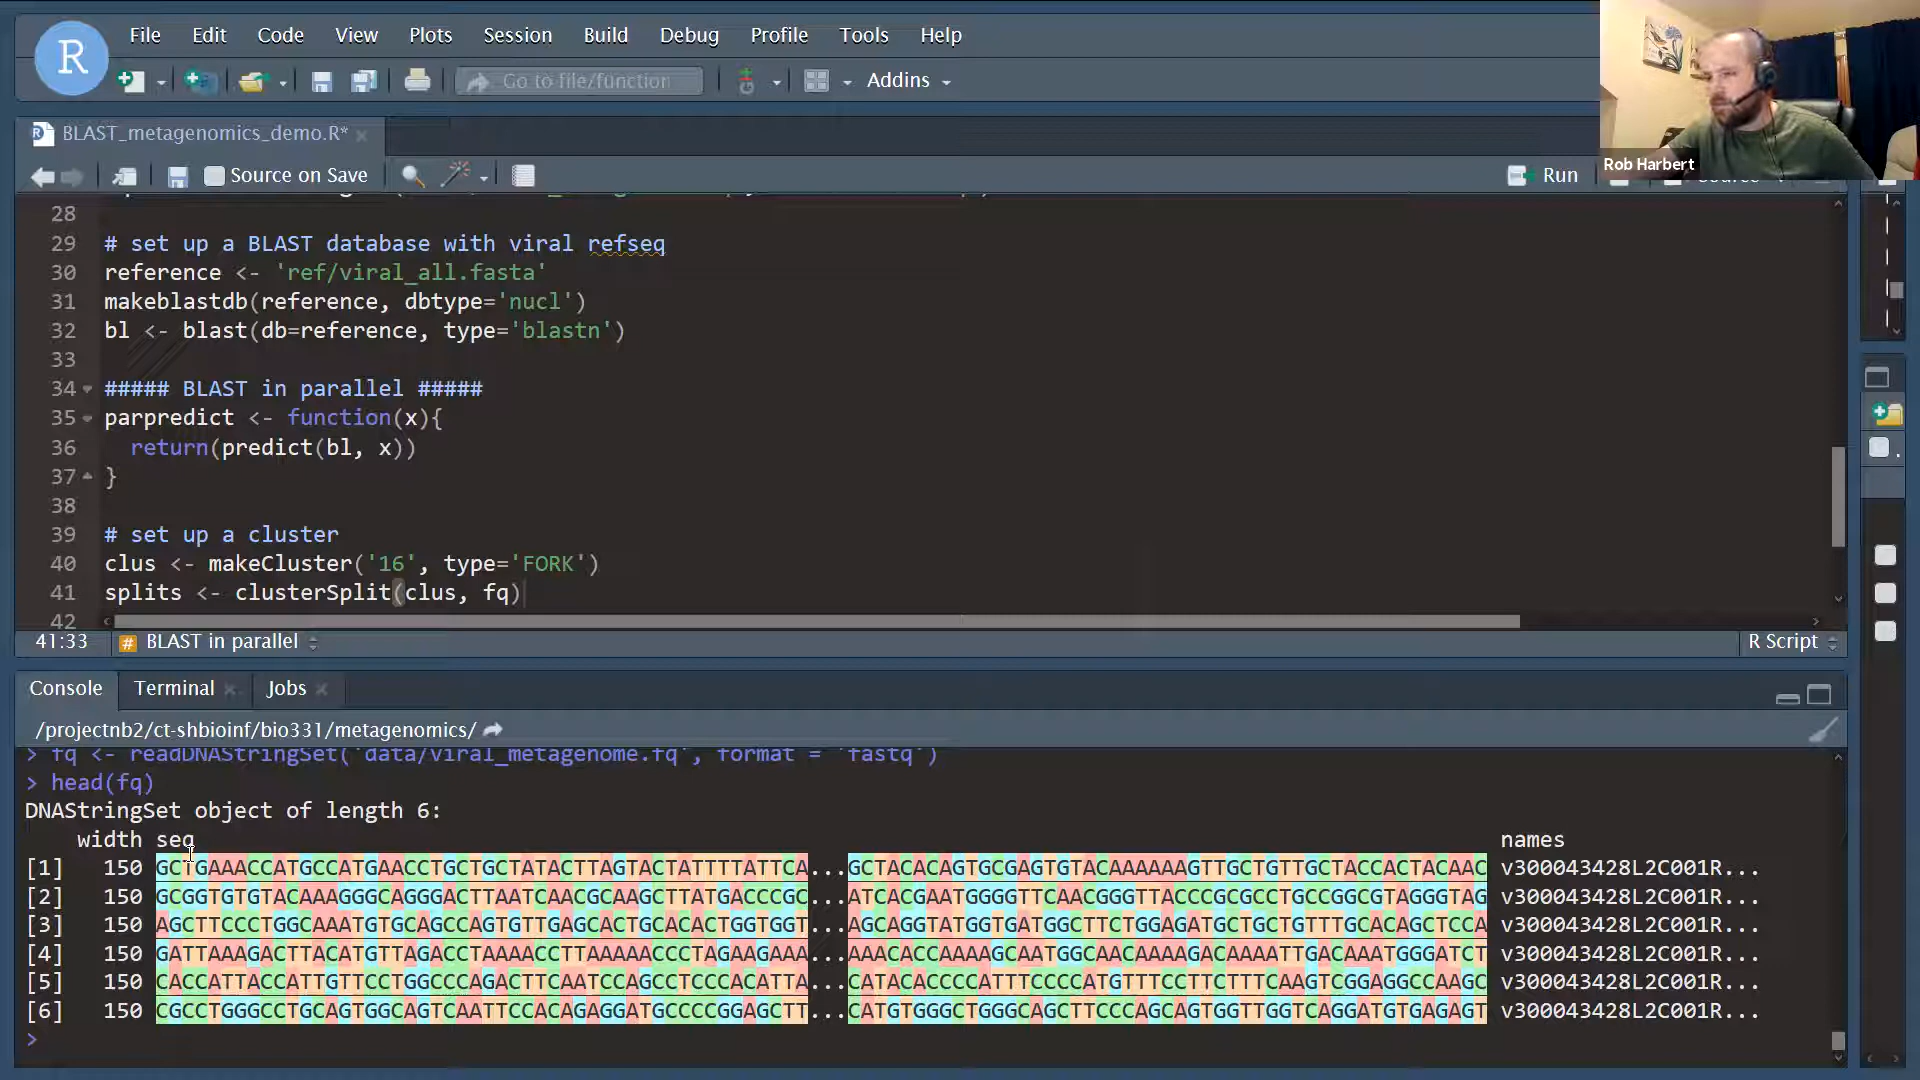 R
File Edit Code View Plots Session Build Debug Profile Tools Help
Go to file/function
Addins
BLAST_metagenomics_demo.R*
Rob Harbert
Source on Save
Run
28
29 # set up a BLAST database with viral refseq
30 reference <- 'ref/viral_all.fasta'
31 makeblastdb(reference, dbtype='nucl')
32 bl <- blast(db=reference, type='blastn')
33
34 ##### BLAST in parallel #####
35 parpredict <- function(x){
36 return(predict(bl, x))
37 }
38
39 # set up a cluster
40 clus <- makeCluster('16', type='FORK')
41 splits <- clusterSplit(clus, fq)
42
41:33 # BLAST in parallel R Script
Console Terminal Jobs
/projectnb2/ct-shbioinf/bio331/metagenomics/
> fq <- readDNAStringSet('data/viral_metagenome.fq', format = 'fastq')
> head(fq)
DNAStringSet object of length 6:
width seq names
[1] 150 GCTGAAACCATGCCATGAACCTGCTGCTATACTTAGTACTATTTTATTCA...GCTACACAGTGCGAGTGTACAAAAAAGTTGCTGTTGCTACCACTACAAC v300043428L2C001R...
[2] 150 GCGGTGTGTACAAAGGGCAGGGACTTAATCAACGCAAGCTTATGACCCGC...ATCACGAATGGGGTTCAACGGGTTACCCGCGCCTGCCGGCGTAGGGTAG v300043428L2C001R...
[3] 150 AGCTTCCCTGGCAAATGTGCAGCCAGTGTTGAGCACTGCACACTGGTGGT...AGCAGGTATGGTGATGGCTTCTGGAGATGCTGCTGTTTGCACAGCTCCA v300043428L2C001R...
[4] 150 GATTAAAGACTTACATGTTAGACCTAAAACCTTAAAAACCCTAGAAGAAA...AAACACCAAAAGCAATGGCAACAAAAGACAAAATTGACAAATGGGATCT v300043428L2C001R...
[5] 150 CACCATTACCATTGTTCCTGGCCCAGACTTCAATCCAGCCTCCCACATTA...CATACACCCCATTTCCCCATGTTTCCTTCTTTCAAGTCGGAGGCCAAGC v300043428L2C001R...
[6] 150 CGCCTGGGCCTGCAGTGGCAGTCAATTCCACAGAGGATGCCCCGGAGCTT...CATGTGGGCTGGGCAGCTTCCCAGCAGTGGTTGGTCAGGATGTGAGAGT v300043428L2C001R...
>